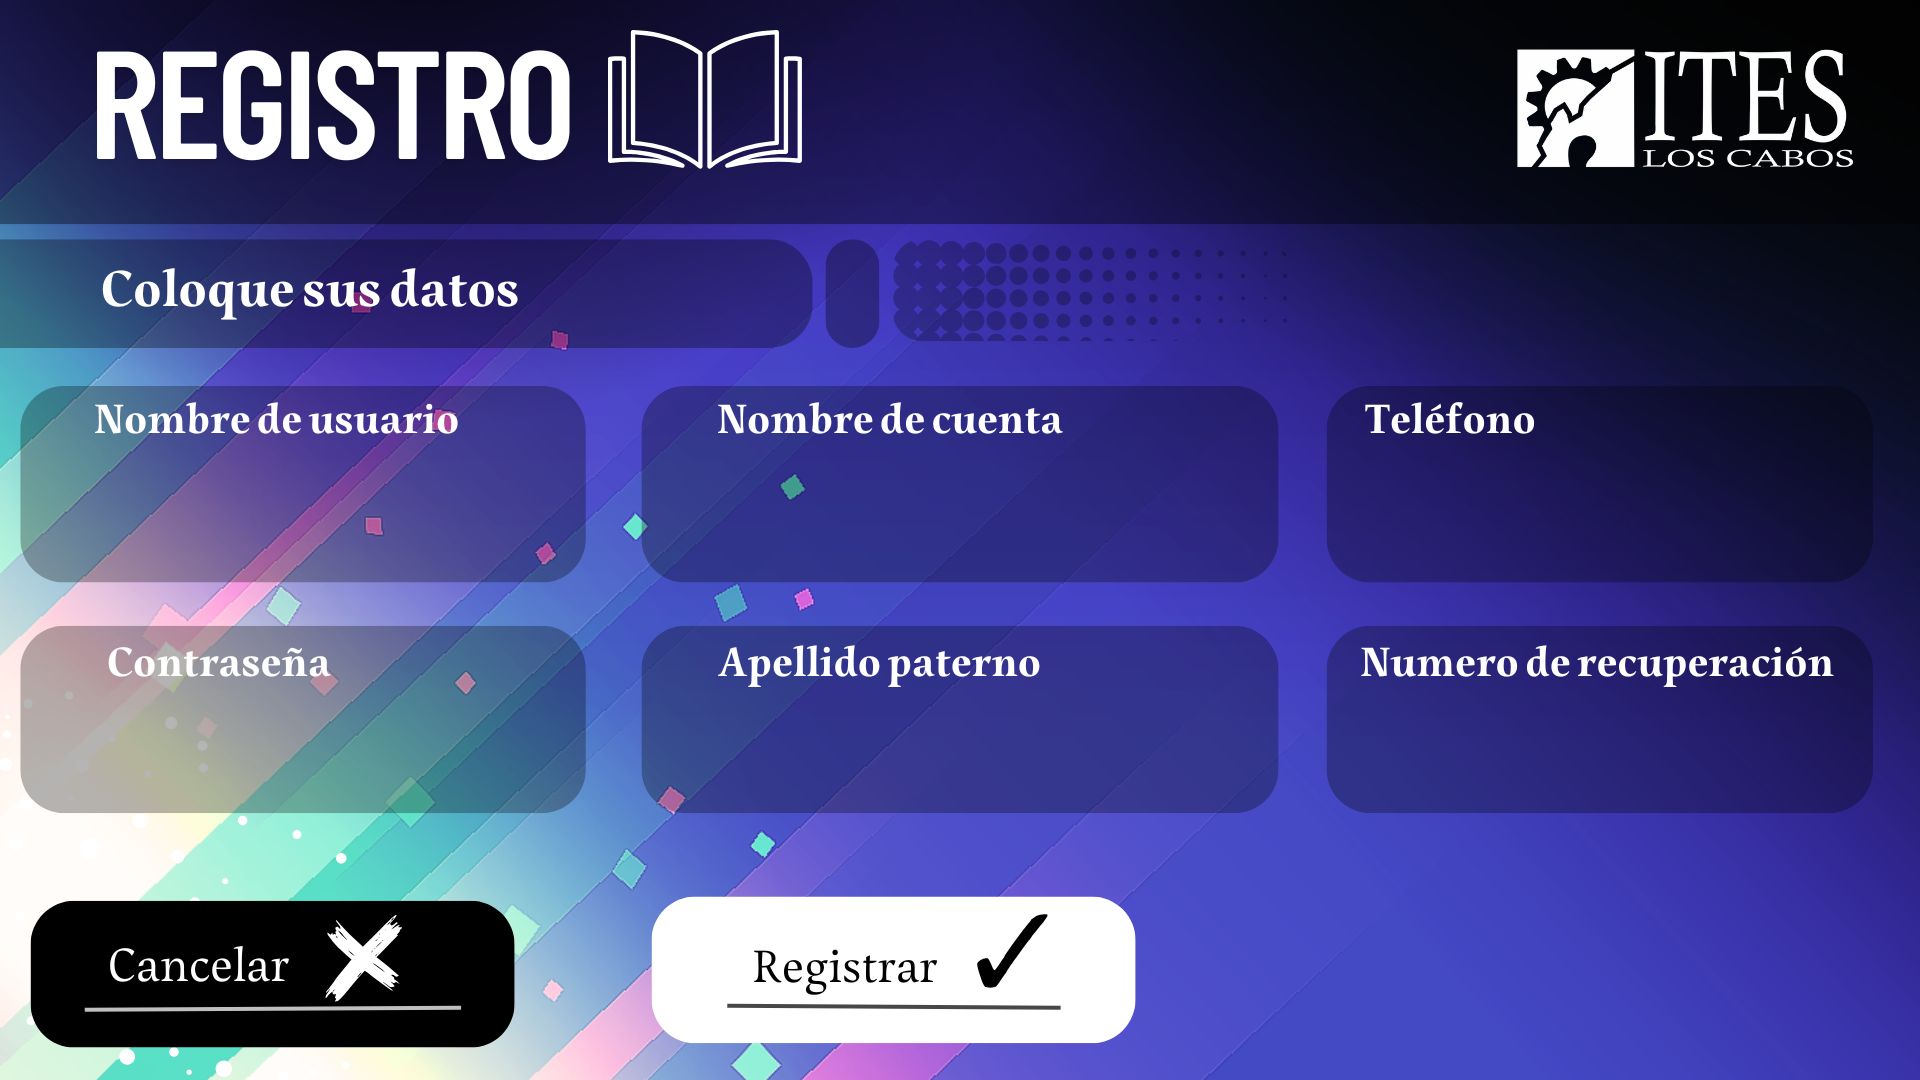 REGISTRO
ITES
LOS CABOS
Coloque sus datos
Nombre de usuario
Nombre de cuenta
Teléfono
Contraseña
Apellido paterno
Numero de recuperación
Cancelar
Registrar